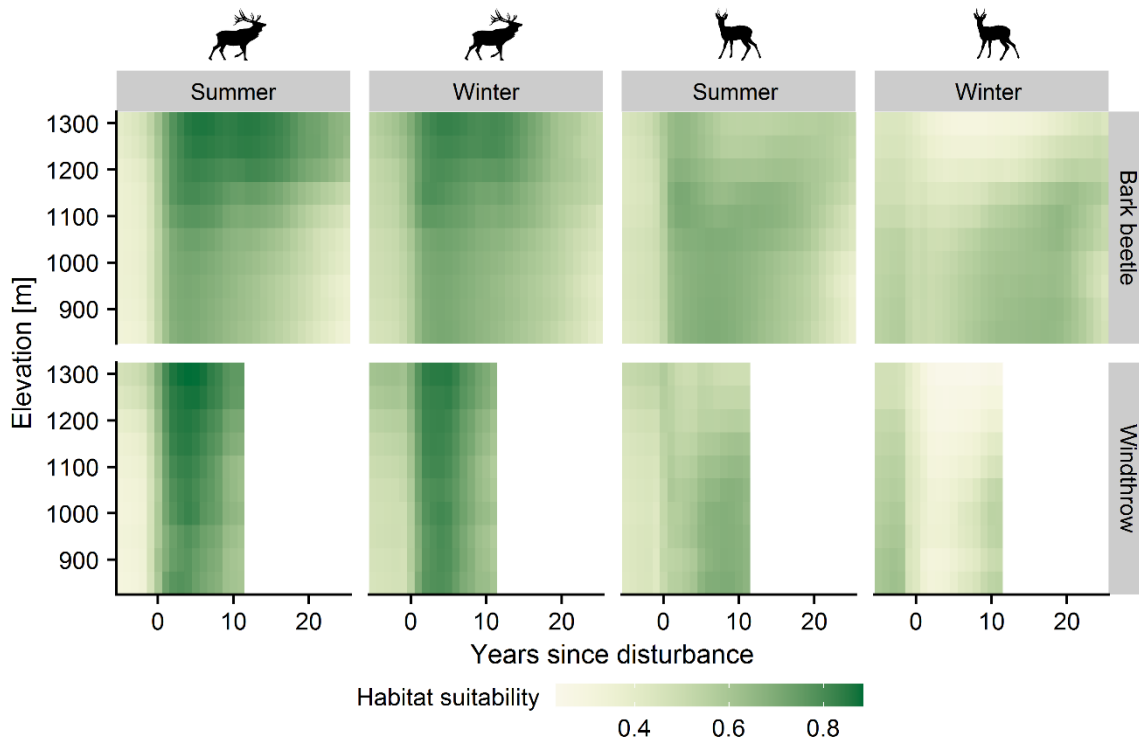 Summer Winter Summer Winter
1300
1200
1100
1000
900
Bark beetle
Elevation [m]
1300
1200
1100
1000
900
Windthrow
0 10 20 0 10 20 0 10 20 0 10 20
Years since disturbance
Habitat suitability
0.4 0.6 0.8